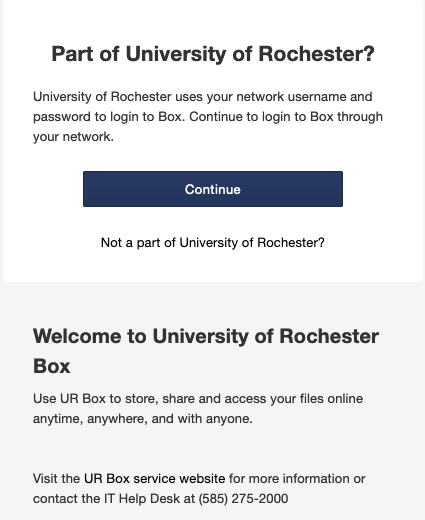 Part of University of Rochester?
University of Rochester uses your network username and
password to login to Box. Continue to login to Box through
your network.
Continue
Not a part of University of Rochester?
Welcome to University of Rochester
Box
Use UR Box to store, share and access your files online
anytime, anywhere, and with anyone.
Visit the UR Box service website for more information or
contact the IT Help Desk at (585) 275-2000